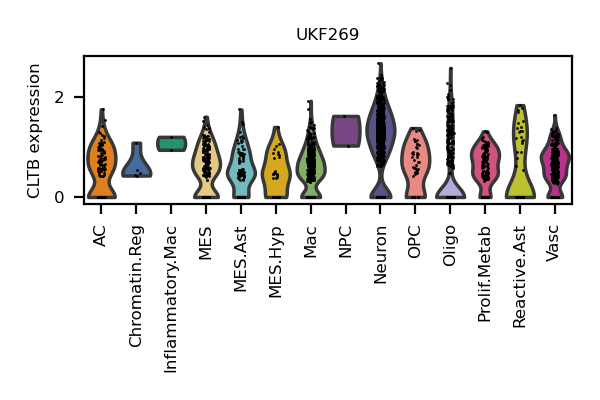 UKF269
CLTB expression
2
0
AC
Chromatin.Reg
Inflammatory.Mac
MES
MES.Ast
MES.Hyp
Mac
NPC
Neuron
OPC
Oligo
Prolif.Metab
Reactive.Ast
Vasc